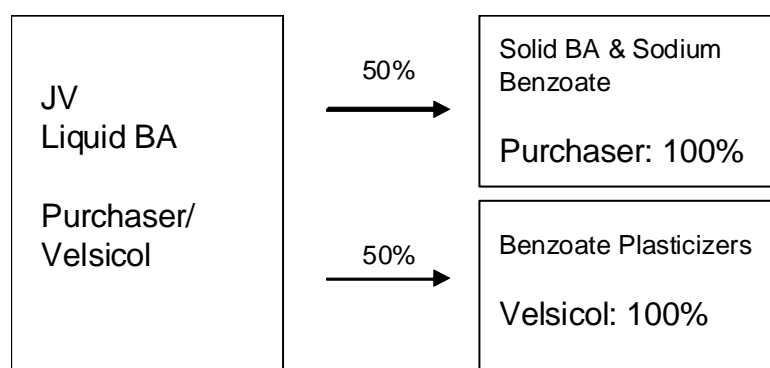 JV
Liquid BA
Purchaser/
Velsicol
50%
Solid BA & Sodium
Benzoate
Purchaser: 100%
50%
Benzoate Plasticizers
Velsicol: 100%